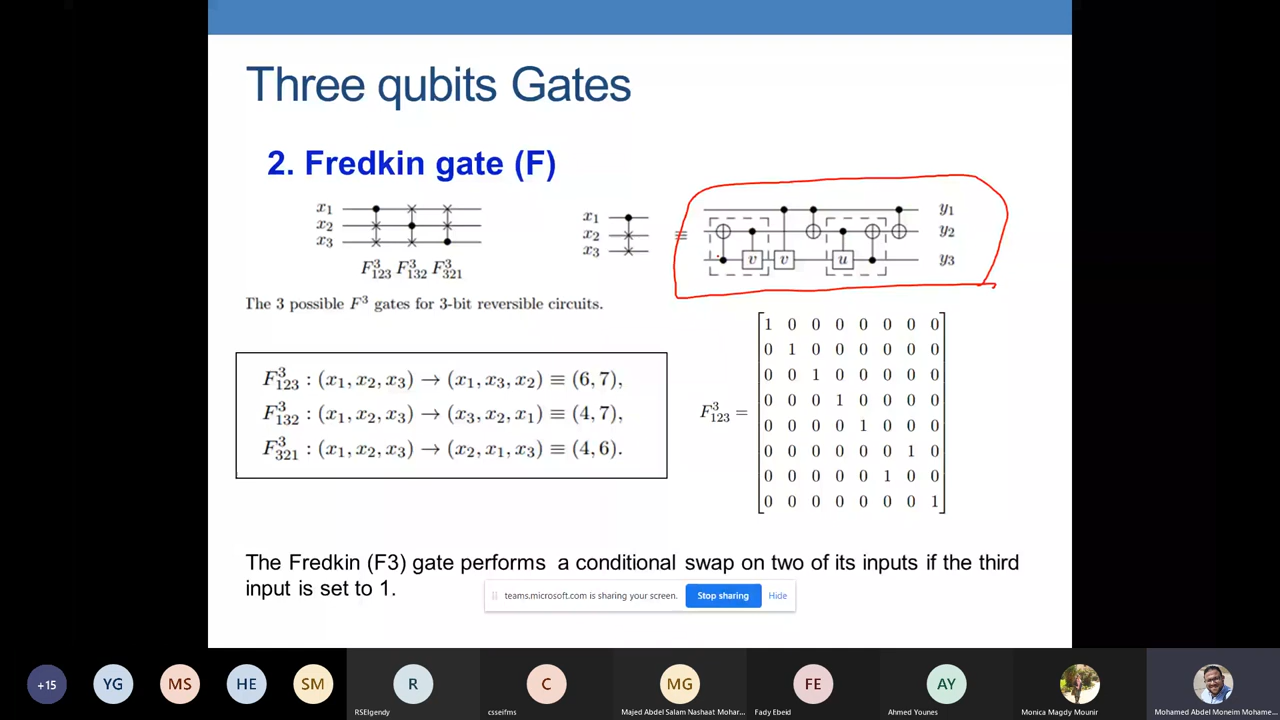 Three qubits Gates
2. Fredkin gate (F)
x₁
x₂
x₃
F³₁₂₃ F³₁₃₂ F³₃₂₁
x₁
x₂
x₃
≡
v v u
y₁
y₂
y₃
The 3 possible F³ gates for 3-bit reversible circuits.
F³₁₂₃ : (x₁, x₂, x₃) → (x₁, x₃, x₂) ≡ (6, 7),
F³₁₃₂ : (x₁, x₂, x₃) → (x₃, x₂, x₁) ≡ (4, 7),
F³₃₂₁ : (x₁, x₂, x₃) → (x₂, x₁, x₃) ≡ (4, 6).
F³₁₂₃ =
1 0 0 0 0 0 0 0
0 1 0 0 0 0 0 0
0 0 1 0 0 0 0 0
0 0 0 1 0 0 0 0
0 0 0 0 1 0 0 0
0 0 0 0 0 0 1 0
0 0 0 0 1 0 0
0 0 0 0 0 0 0 1
The Fredkin (F3) gate performs a conditional swap on two of its inputs if the third
input is set to 1.
teams.microsoft.com is sharing your screen. Stop sharing Hide
+15 YG MS HE SM R C MG FE AY
RSElgendy csseifms Majed Abdel Salam Nashaat Mohar... Fady Ebeid Ahmed Younes Monica Magdy Mounir Mohamed Abdel Moneim Mohame...